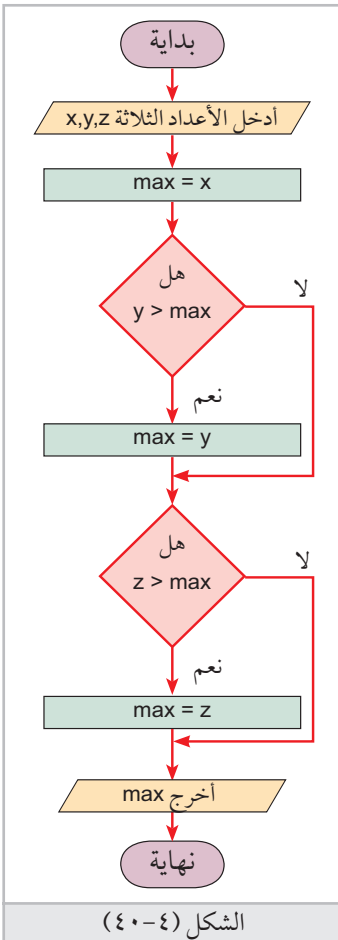 بداية
أدخل الأعداد الثلاثة x,y,z
max = x
هل
y > max
لا
نعم
max = y
هل
z > max
لا
نعم
max = z
أخرج max
نهاية
الشكل (٤-٤٠)